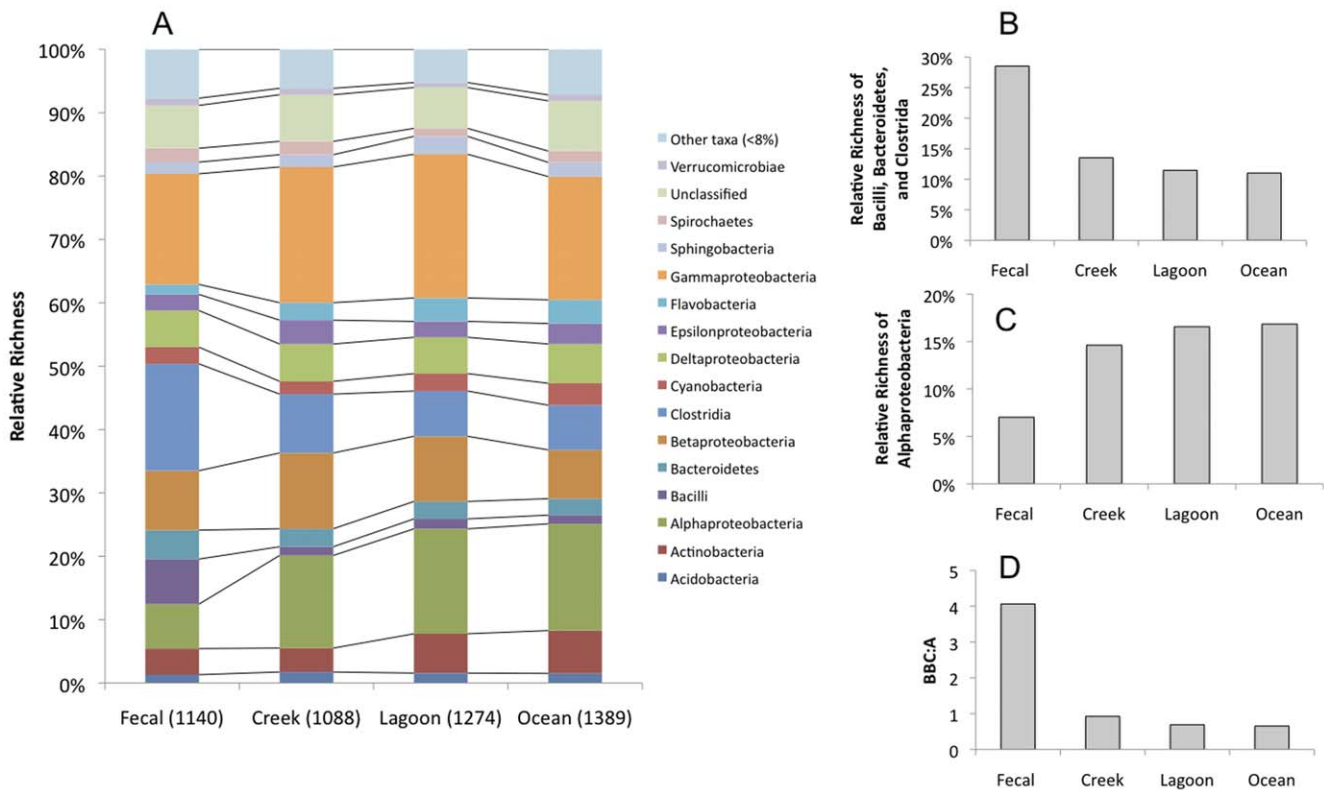 A
100%
90%
80%
70%
60%
50%
40%
30%
20%
10%
0%
Relative Richness
Fecal (1140)
Creek (1088)
Lagoon (1274)
Ocean (1389)
Other taxa (<8%)
Verrucomicrobiae
Unclassified
Spirochaetes
Sphingobacteria
Gammaproteobacteria
Flavobacteria
Epsilonproteobacteria
Deltaproteobacteria
Cyanobacteria
Clostridia
Betaproteobacteria
Bacteroidetes
Bacilli
Alphaproteobacteria
Actinobacteria
Acidobacteria
B
Relative Richness of
Bacilli, Bacteroidetes,
and Clostrida
30%
25%
20%
15%
10%
5%
0%
Fecal
Creek
Lagoon
Ocean
C
Relative Richness of
Alphaproteobacteria
20%
15%
10%
5%
0%
Fecal
Creek
Lagoon
Ocean
D
BBC:A
5
4
3
2
1
0
Fecal
Creek
Lagoon
Ocean